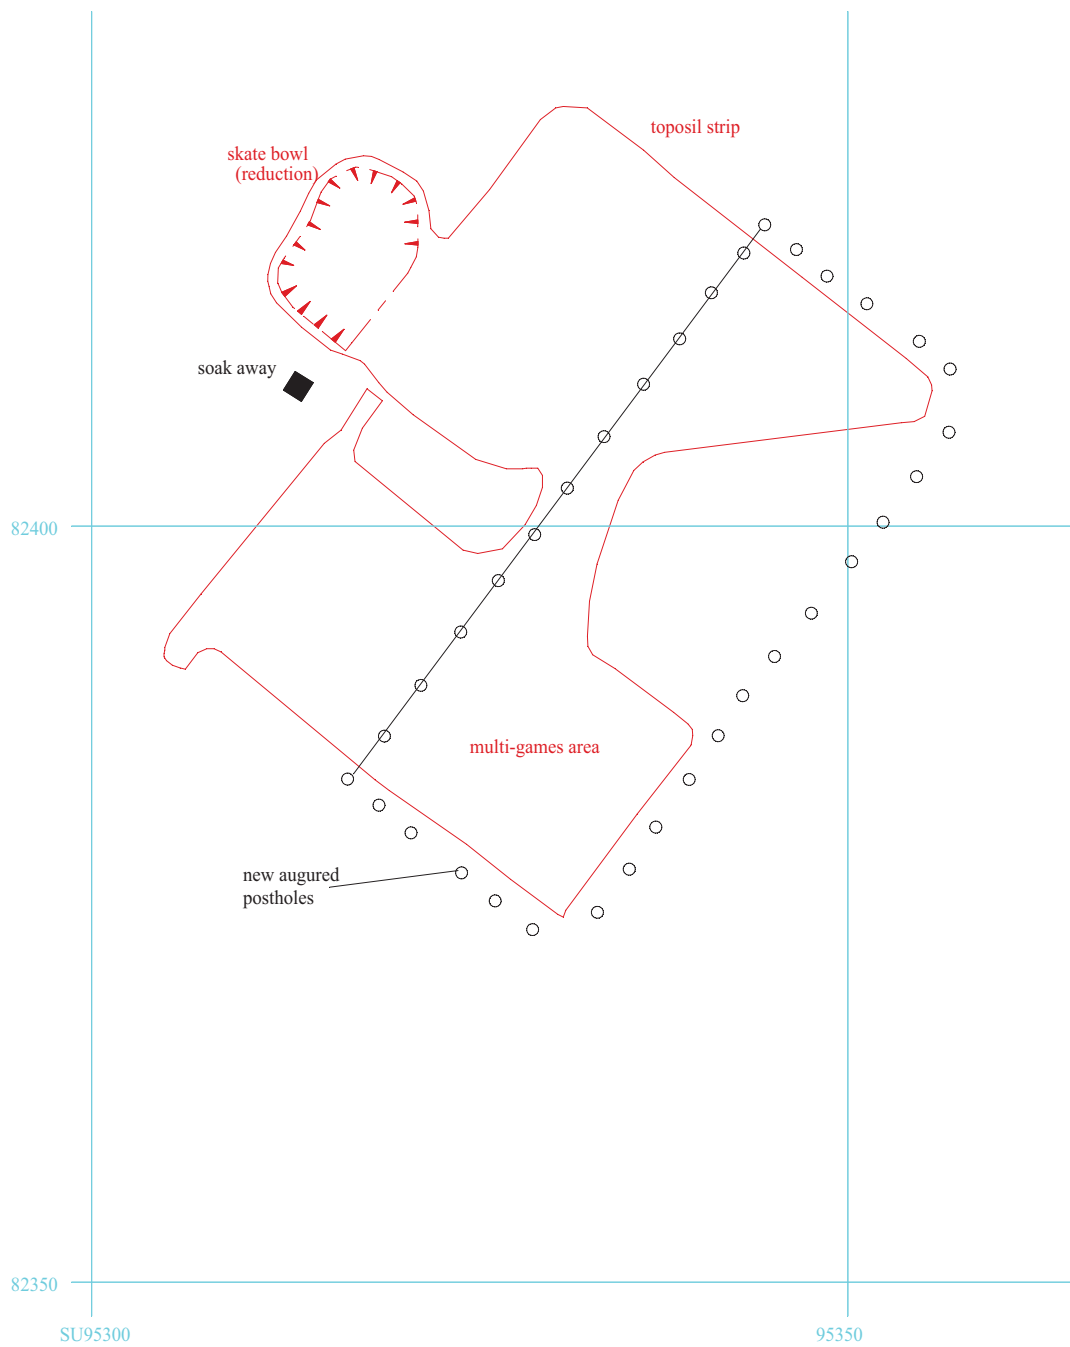 toposil strip
skate bowl
(reduction)
soak away
82400
multi-games area
new augured
postholes
82350
SU95300
95350